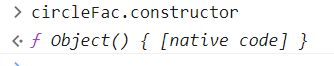 > circleFac.constructor
<· ƒ Object() { [native code] }